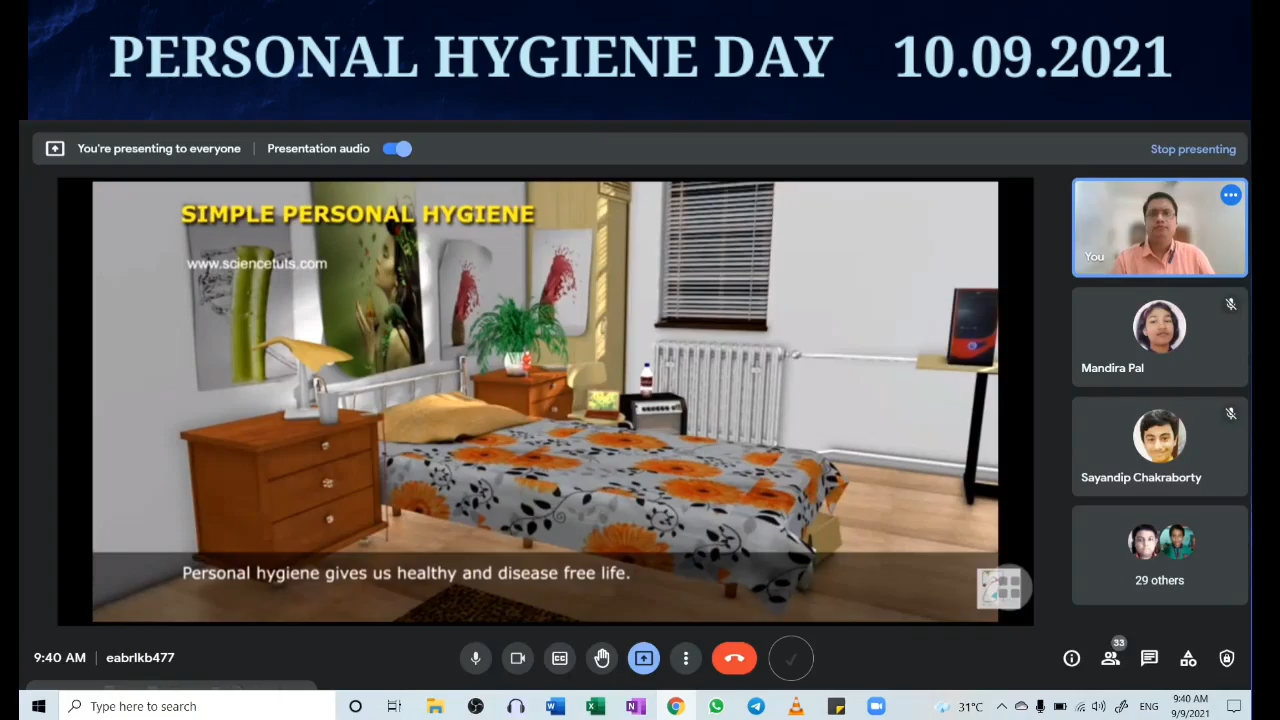 PERSONAL HYGIENE DAY 10.09.2021
You're presenting to everyone
Presentation audio
Stop presenting
SIMPLE PERSONAL HYGIENE
www.sciencetuts.com
Personal hygiene gives us healthy and disease free life.
You
Mandira Pal
Sayandip Chakraborty
29 others
9:40 AM | eabrlkb477
33
Type here to search
31°C
ENG
9:40 AM
9/9/2021